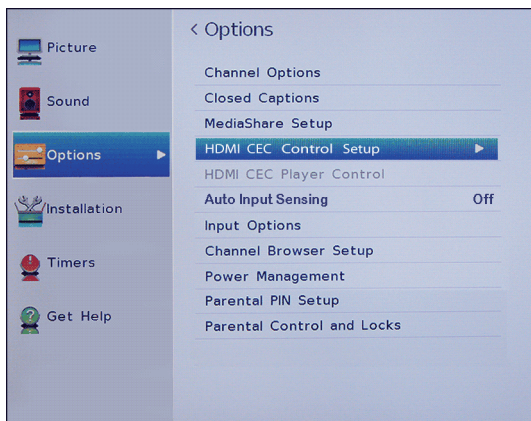 Picture
Sound
Options
Installation
Timers
Get Help
< Options
Channel Options
Closed Captions
MediaShare Setup
HDMI CEC Control Setup
HDMI CEC Player Control
Auto Input Sensing Off
Input Options
Channel Browser Setup
Power Management
Parental PIN Setup
Parental Control and Locks